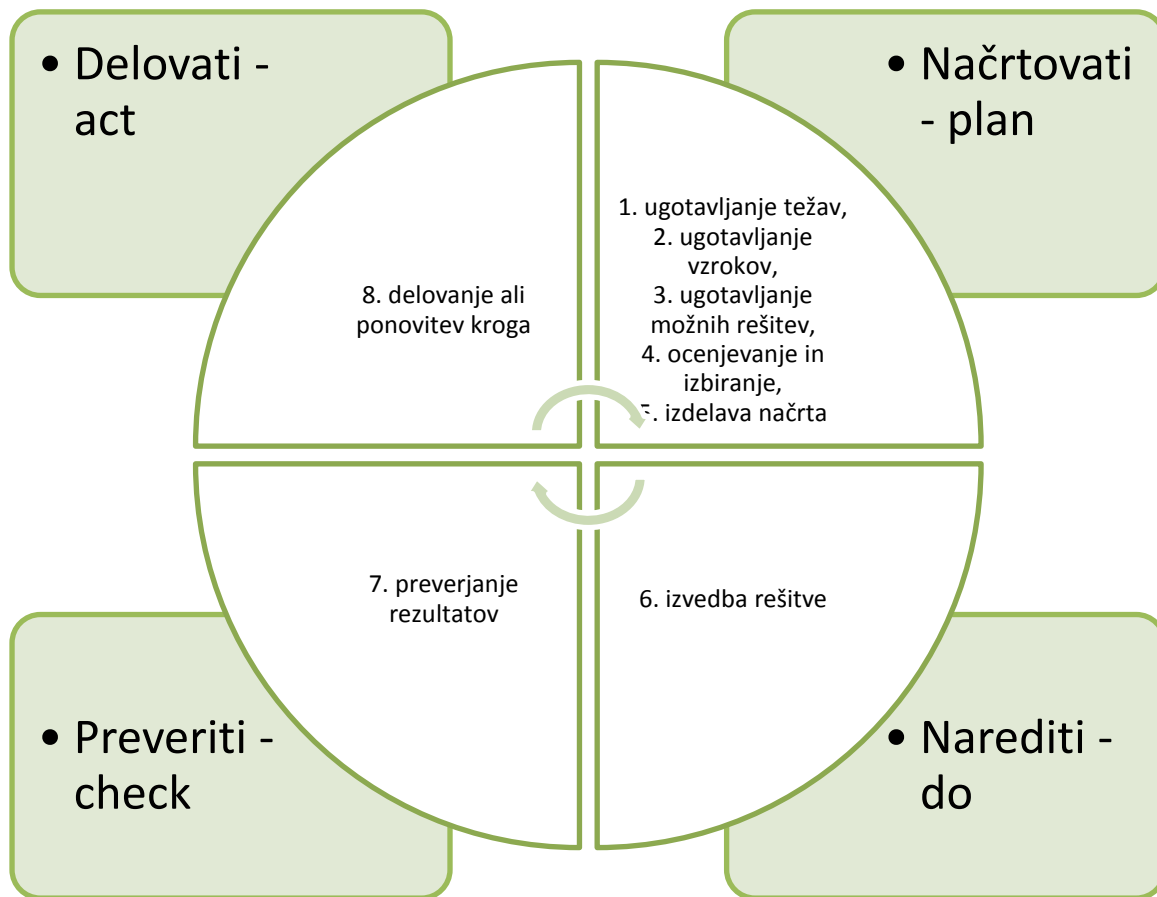 • Delovati -
act
• Načrtovati
- plan
8. delovanje ali
ponovitev kroga
1. ugotavljanje težav,
2. ugotavljanje
vzrokov,
3. ugotavljanje
možnih rešitev,
4. ocenjevanje in
izbiranje,
5. izdelava načrta
7. preverjanje
rezultatov
6. izvedba rešitve
• Preveriti -
check
• Narediti -
do